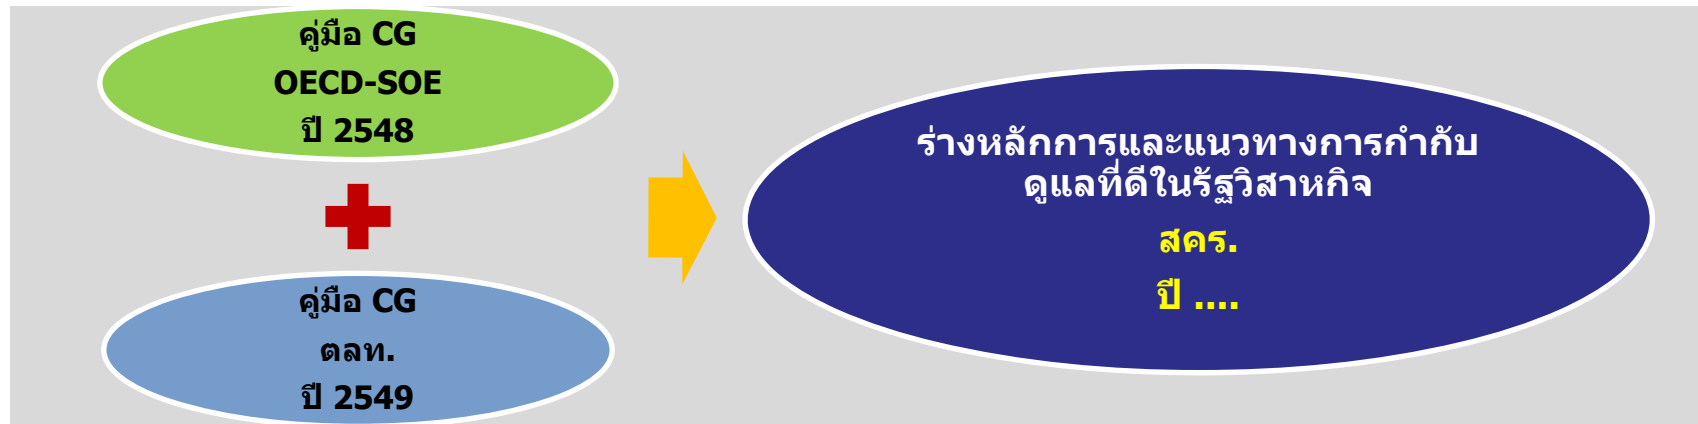 คู่มือ CG
OECD-SOE
ปี 2548
คู่มือ CG
ตลท.
ปี 2549
ร่างหลักการและแนวทางการกำกับ
ดูแลที่ดีในรัฐวิสาหกิจ
สคร.
ปี ....